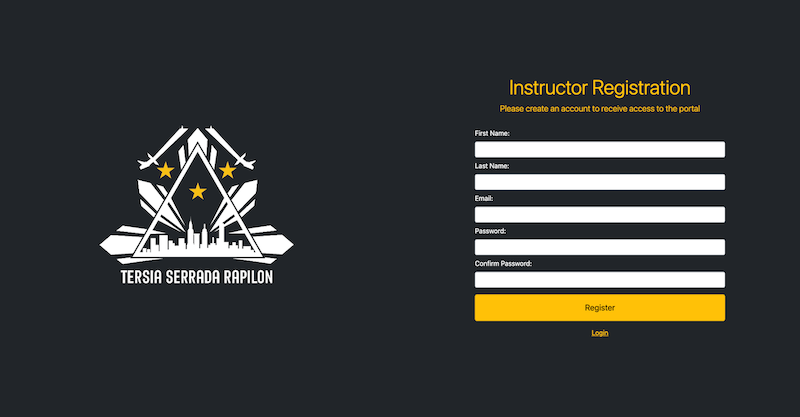 Instructor Registration
Please create an account to receive access to the portal
First Name:
Last Name:
Email:
Password:
Confirm Password:
Register
Login
TERSIA SERRADA RAPILON